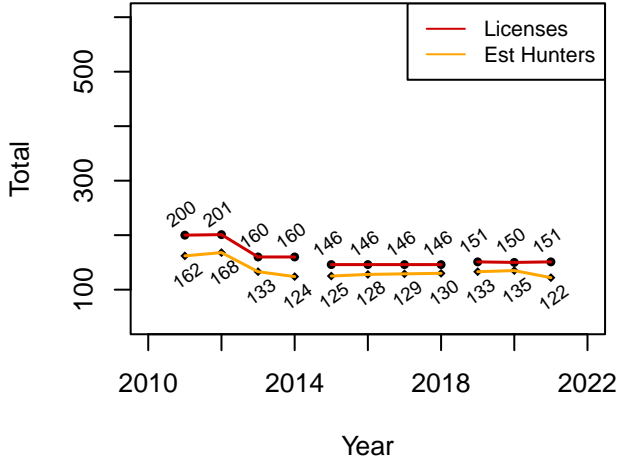 Licenses
Est Hunters
Total
500
300
100
200 201 160 160 146 146 146 146 151 150 151
162 168 133 124 125 128 129 130 133 135 122
2010 2014 2018 2022
Year